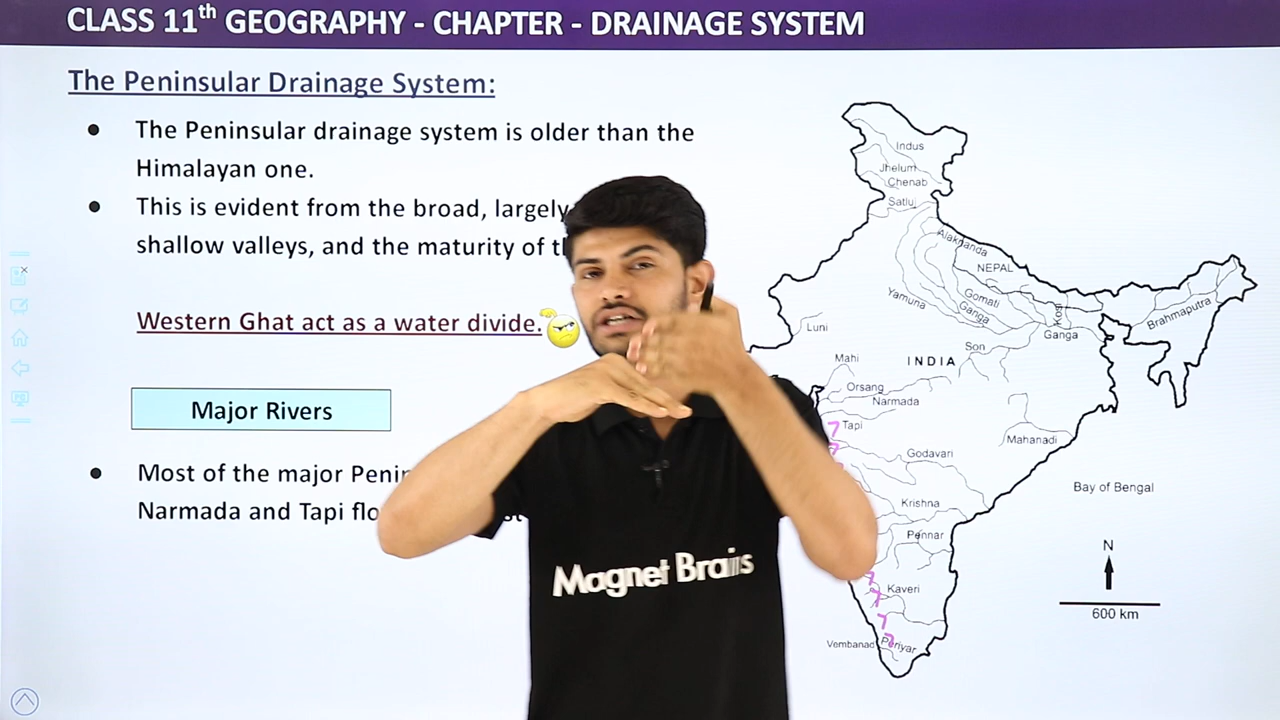 CLASS 11th GEOGRAPHY - CHAPTER - DRAINAGE SYSTEM
The Peninsular Drainage System:
● The Peninsular drainage system is older than the
Himalayan one.
● This is evident from the broad, largely
shallow valleys, and the maturity of
Western Ghat act as a water divide.
Major Rivers
● Most of the major
Narmada and Tapi
Magnet Brains
Indus
Jhelum
Chenab
Satluj
Alaknanda
NEPAL
Gomati
Yamuna
Ganga
Kosi
Brahmaputra
Luni
Ganga
Son
Mahi
INDIA
Orsang
Narmada
Tapi
Mahanadi
Godavari
Bay of Bengal
Krishna
Pennar
N
Kaveri
600 km
Vembanad
Periyar